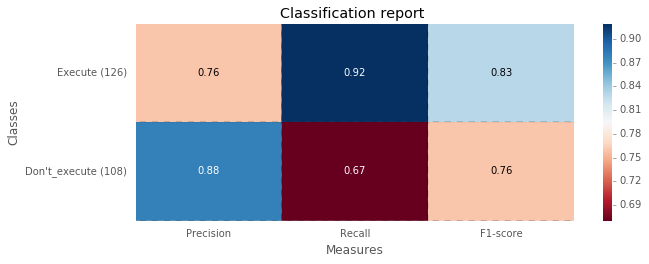 Classification report
Classes
Execute (126)
0.76 0.92 0.83
Don't_execute (108)
0.88 0.67 0.76
Precision Recall F1-score
Measures
0.90
0.87
0.84
0.81
0.78
0.75
0.72
0.69